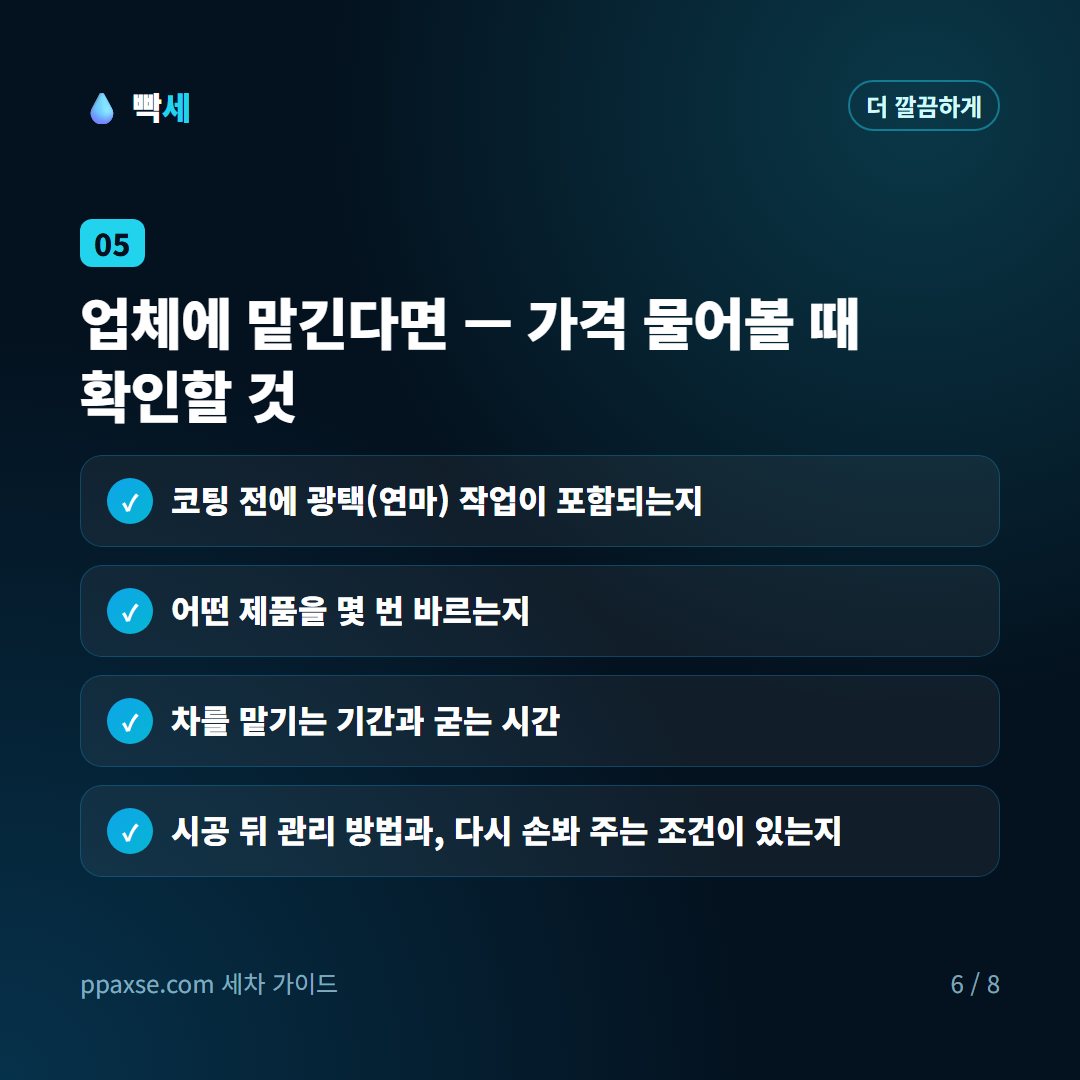 빡세
더 깔끔하게
05
업체에 맡긴다면 — 가격 물어볼 때
확인할 것
코팅 전에 광택(연마) 작업이 포함되는지
어떤 제품을 몇 번 바르는지
차를 맡기는 기간과 굳는 시간
시공 뒤 관리 방법과, 다시 손봐 주는 조건이 있는지
ppaxse.com 세차 가이드
6 / 8